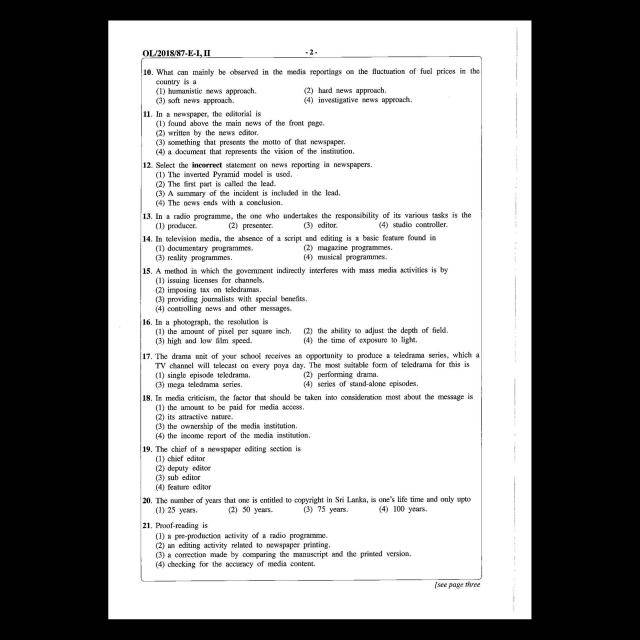 OL/2018/87-E-I, II
- 2 -
10. What can mainly be observed in the media reportings on the fluctuation of fuel prices in the
country is a
(1) humanistic news approach. (2) hard news approach.
(3) soft news approach. (4) investigative news approach.
11. In a newspaper, the editorial is
(1) found above the main news of the front page.
(2) written by the news editor.
(3) something that presents the motto of that newspaper.
(4) a document that represents the vision of the institution.
12. Select the incorrect statement on news reporting in newspapers.
(1) The inverted Pyramid model is used.
(2) The first part is called the lead.
(3) A summary of the incident is included in the lead.
(4) The news ends with a conclusion.
13. In a radio programme, the one who undertakes the responsibility of its various tasks is the
(1) producer. (2) presenter. (3) editor. (4) studio controller.
14. In television media, the absence of a script and editing is a basic feature found in
(1) documentary programmes. (2) magazine programmes.
(3) reality programmes. (4) musical programmes.
15. A method in which the government indirectly interferes with mass media activities is by
(1) issuing licenses for channels.
(2) imposing tax on teledramas.
(3) providing journalists with special benefits.
(4) controlling news and other messages.
16. In a photograph, the resolution is
(1) the amount of pixel per square inch. (2) the ability to adjust the depth of field.
(3) high and low film speed. (4) the time of exposure to light.
17. The drama unit of your school receives an opportunity to produce a teledrama series, which a
TV channel will telecast on every poya day. The most suitable form of teledrama for this is
(1) single episode teledrama. (2) performing drama.
(3) mega teledrama series. (4) series of stand-alone episodes.
18. In media criticism, the factor that should be taken into consideration most about the message is
(1) the amount to be paid for media access.
(2) its attractive nature.
(3) the ownership of the media institution.
(4) the income report of the media institution.
19. The chief of a newspaper editing section is
(1) chief editor
(2) deputy editor
(3) sub editor
(4) feature editor
20. The number of years that one is entitled to copyright in Sri Lanka, is one's life time and only upto
(1) 25 years. (2) 50 years. (3) 75 years. (4) 100 years.
21. Proof-reading is
(1) a pre-production activity of a radio programme.
(2) an editing activity related to newspaper printing.
(3) a correction made by comparing the manuscript and the printed version.
(4) checking for the accuracy of media content.
[see page three